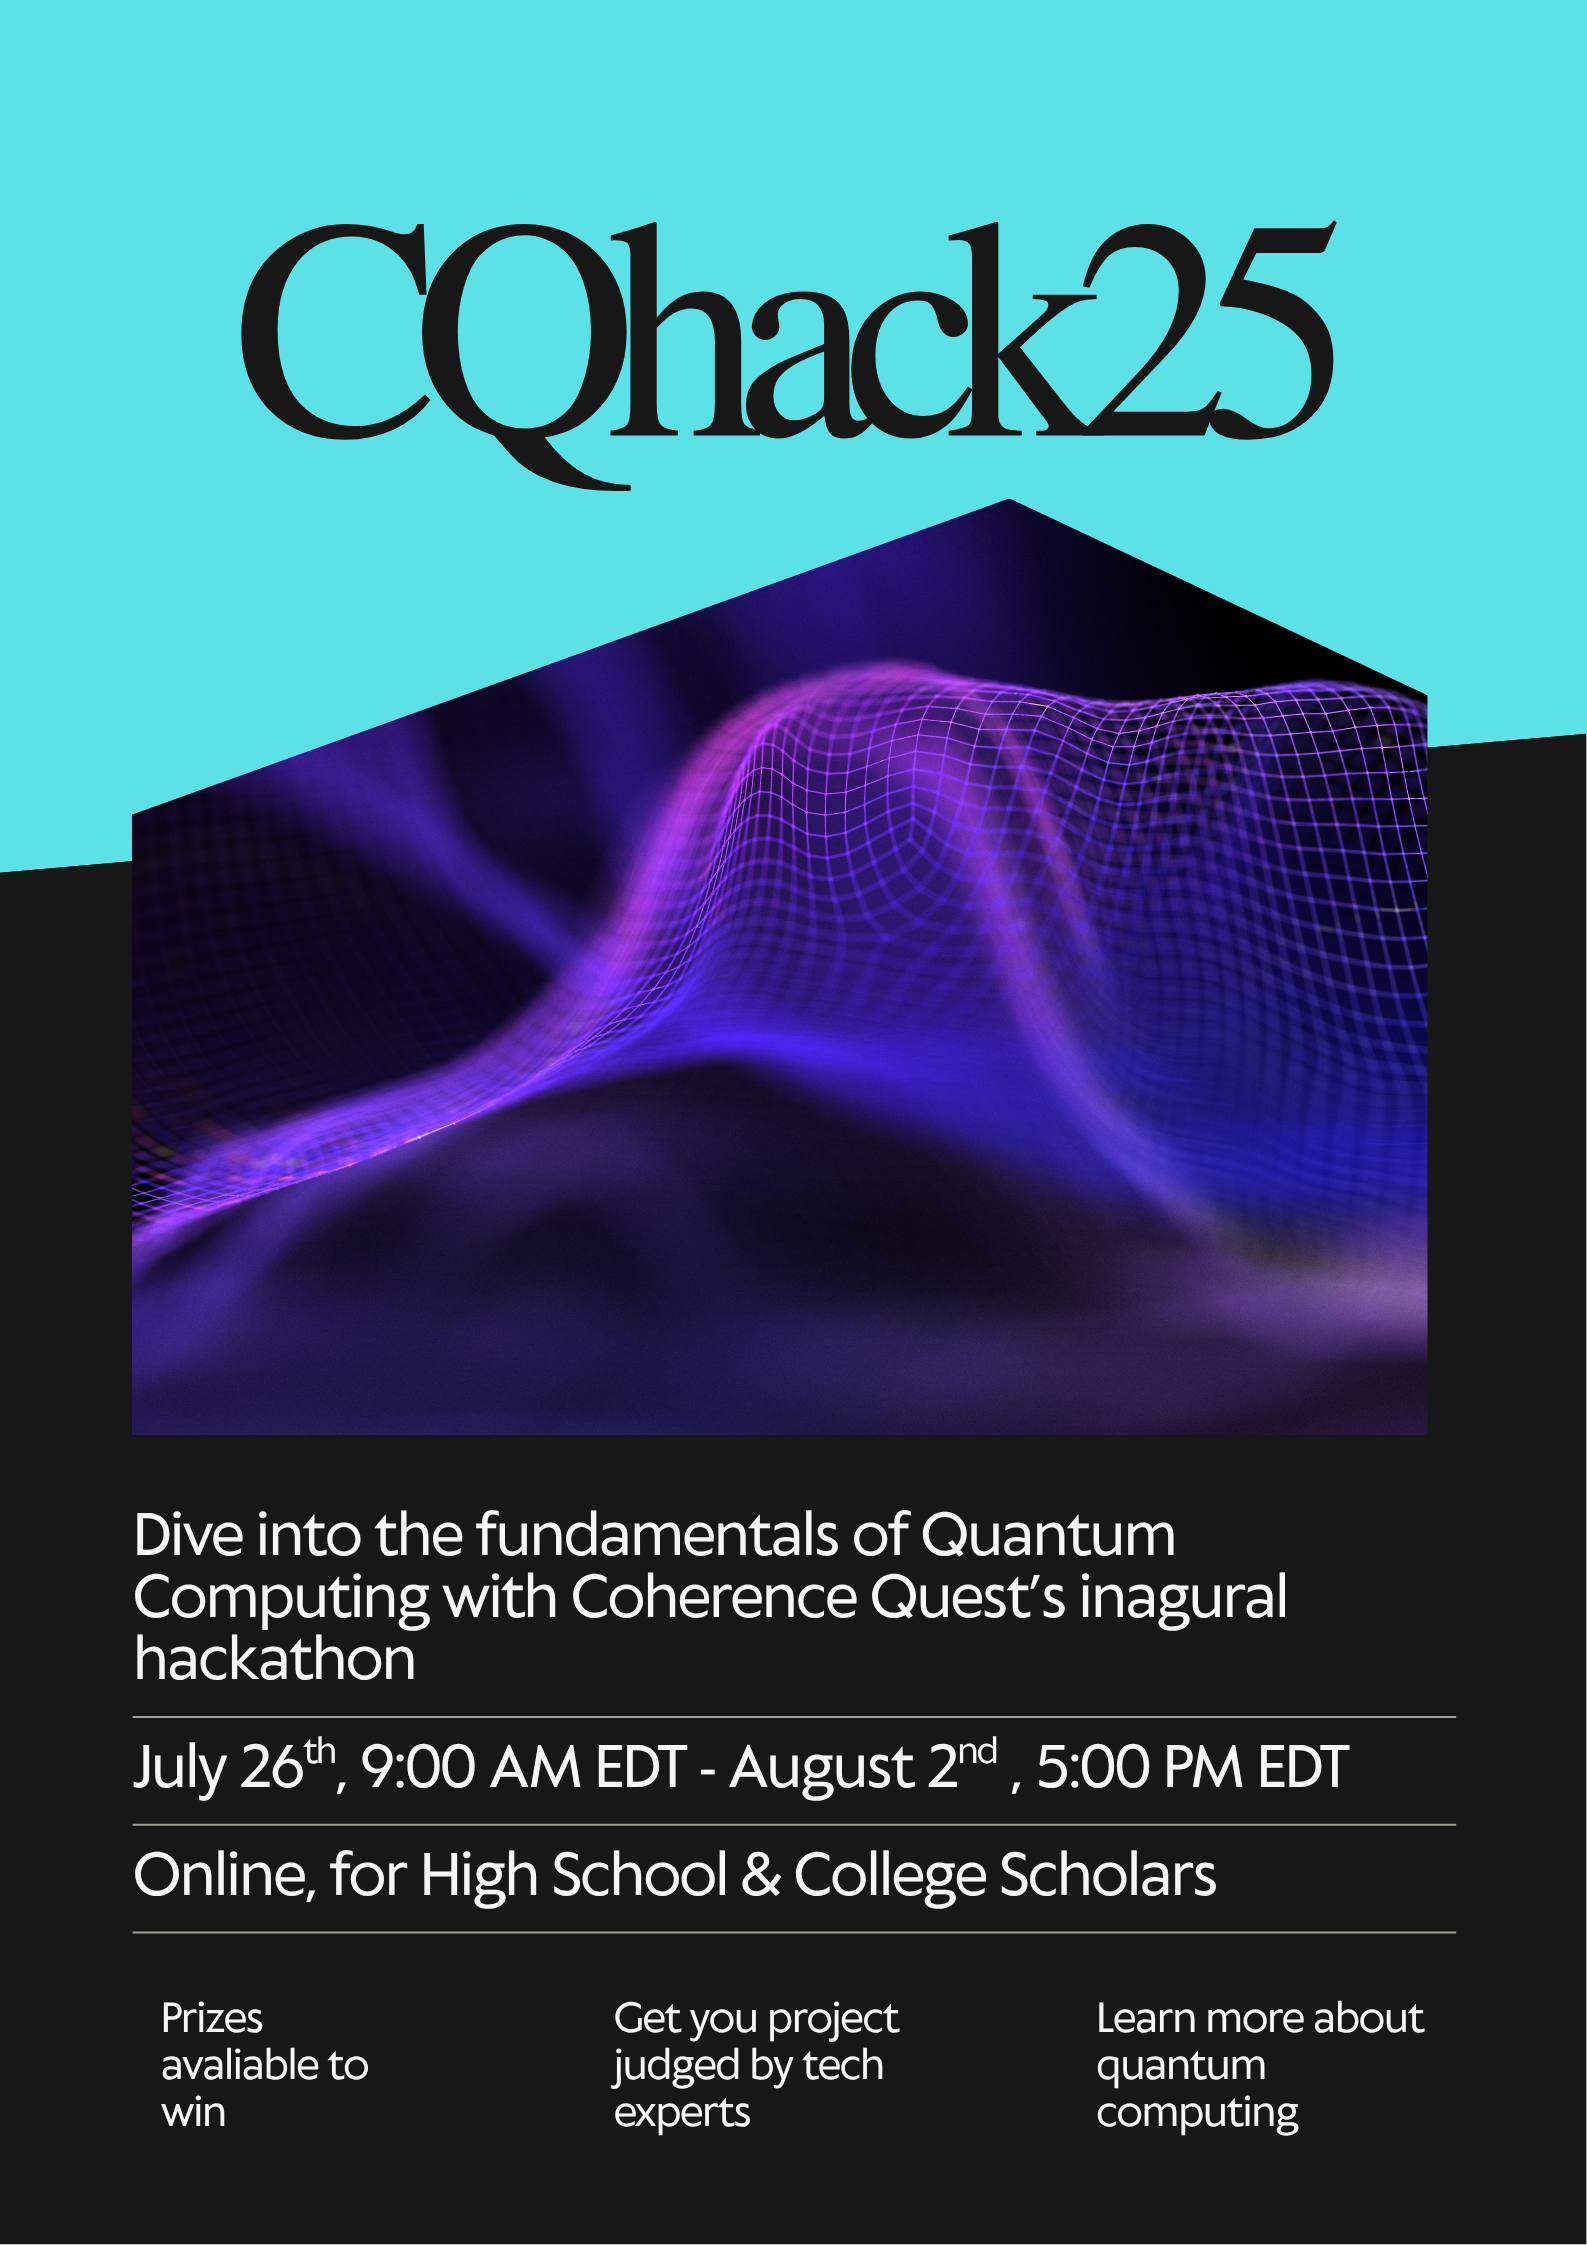 CQhack25
Dive into the fundamentals of Quantum
Computing with Coherence Quest's inagural
hackathon
July 26th, 9:00 AM EDT - August 2nd , 5:00 PM EDT
Online, for High School & College Scholars
Prizes
avaliable to
win
Get you project
judged by tech
experts
Learn more about
quantum
computing